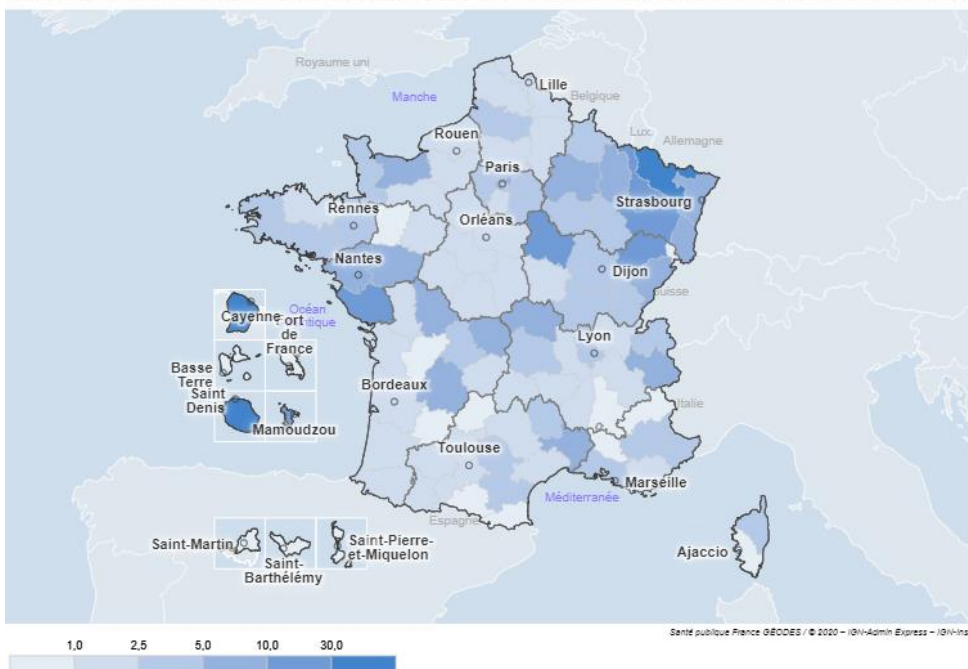 Royaume uni
Lille
Manche
Belgique
Rouen
Lux.
Allemagne
Paris
Strasbourg
Rennes
Orléans
Nantes
Dijon
Océan
Cayenne
Fort
de
France
Lyon
Basse
Terre
Bordeaux
Saint
Denis
Italie
Mamoudzou
Toulouse
Marseille
Méditerranée
Espagne
Saint-Martin
Saint-Pierre-
et-Miquelon
Saint-
Barthélémy
Ajaccio
Santé publique France GEODES / © 2020 – IGN-Admin Express – IGN-Ins
1,0 2,5 5,0 10,0 30,0